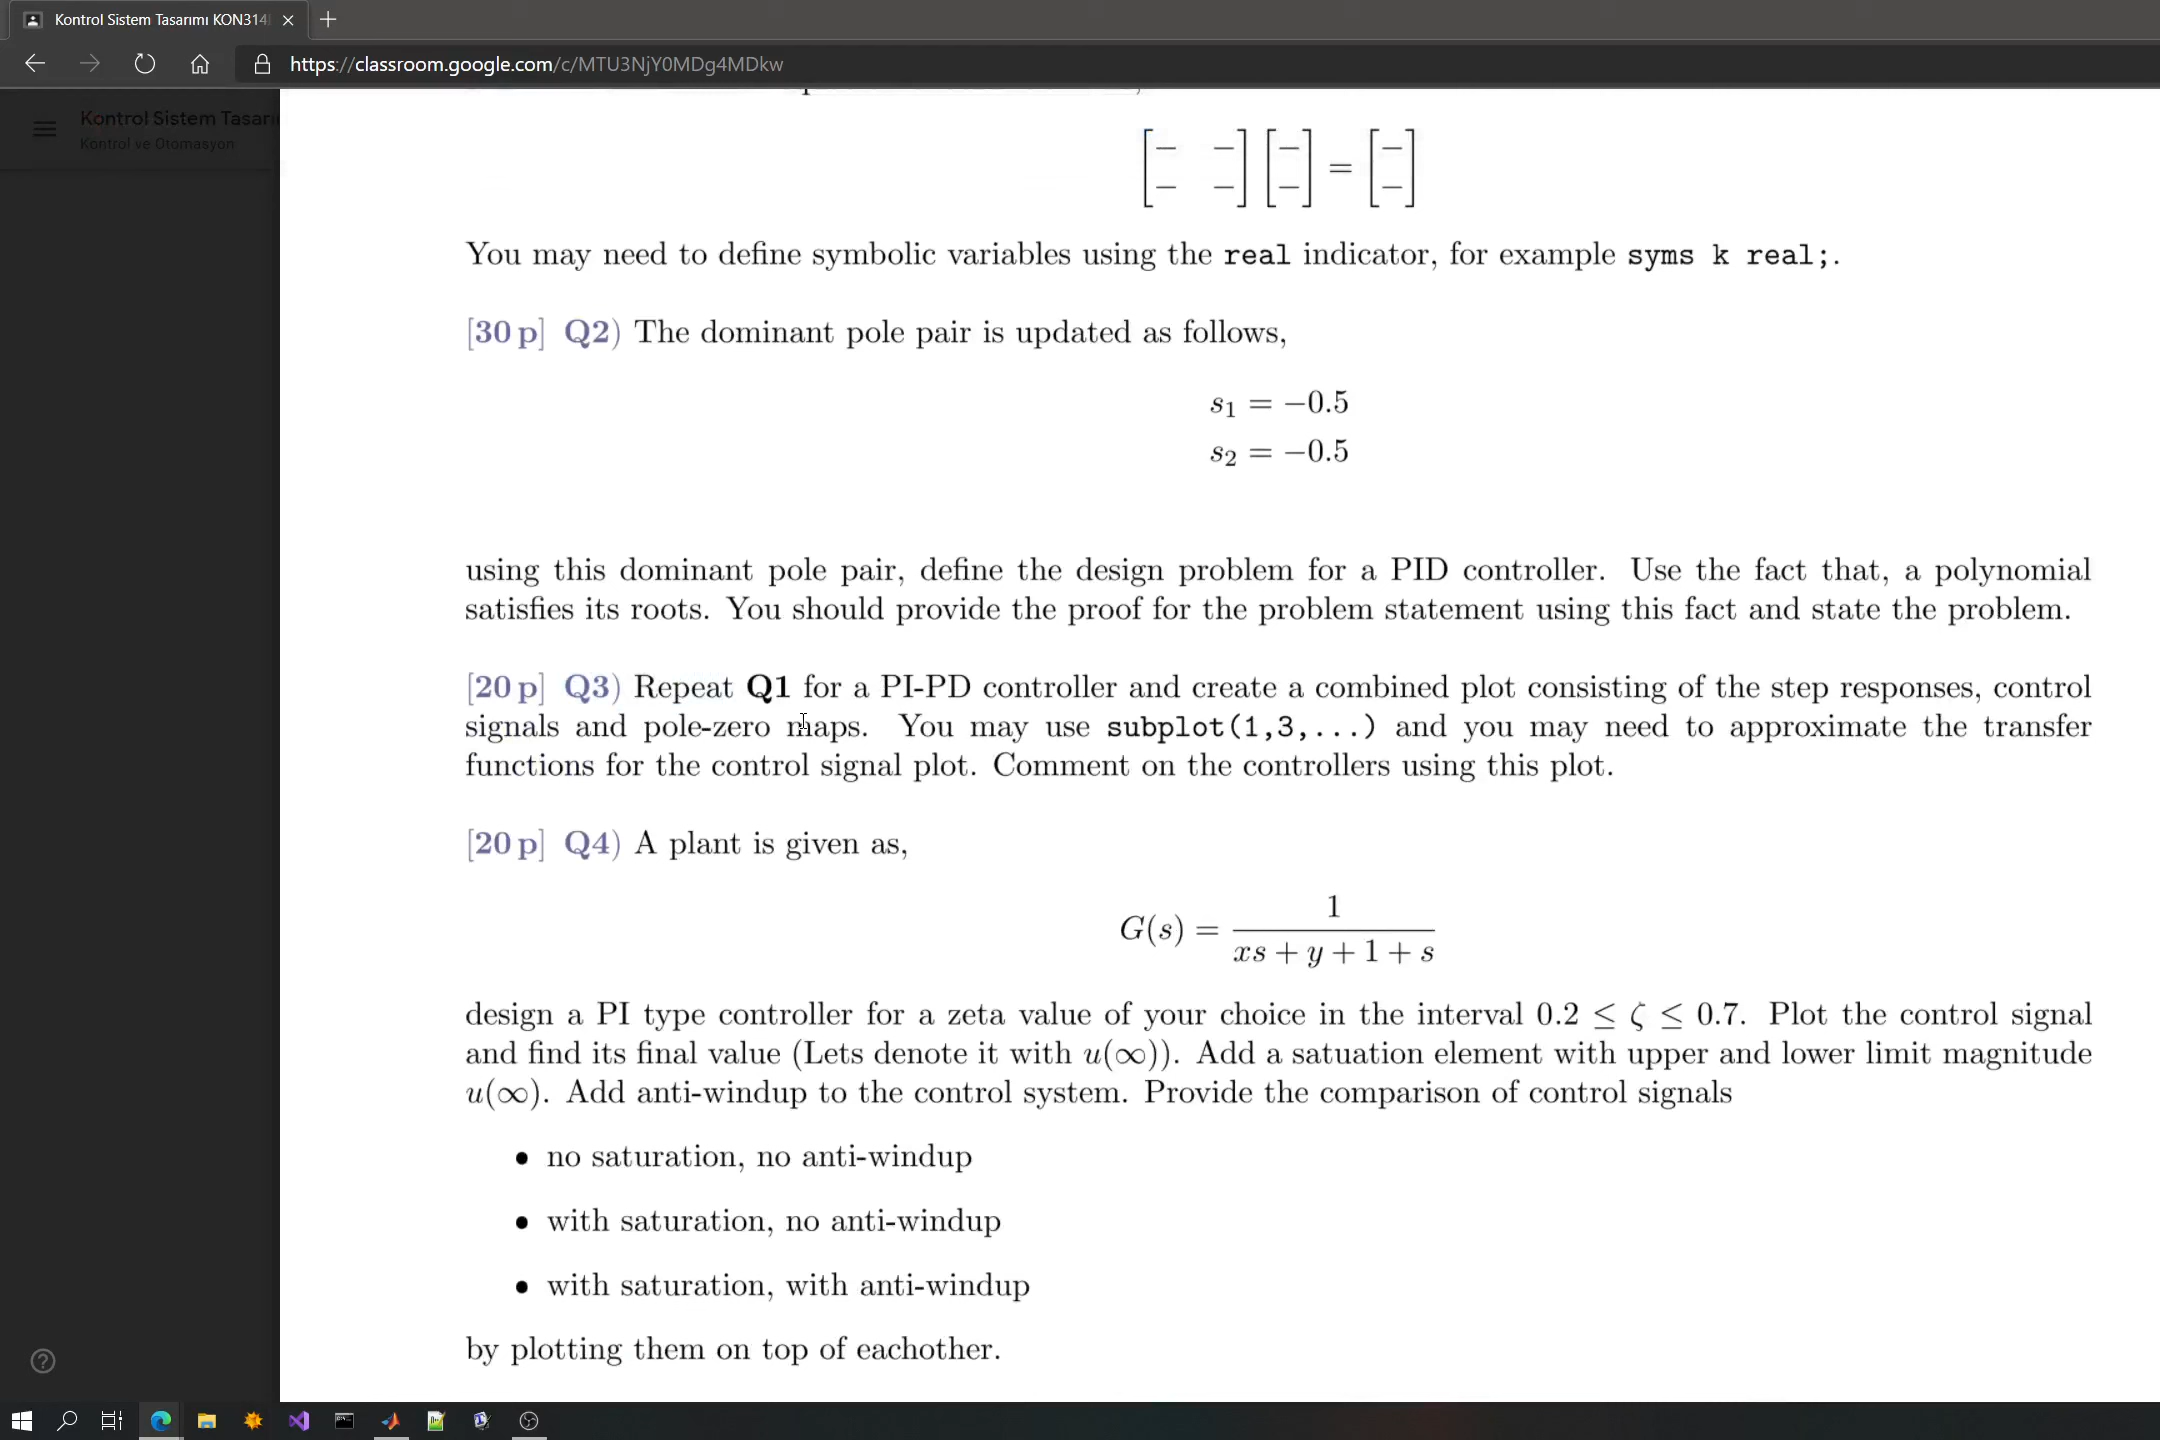 Kontrol Sistem Tasarımı KON314
https://classroom.google.com/c/MTU3NjY0MDg4MDkw
Kontrol Sistem Tasarı
Kontrol ve Otomasyon
[− − − −] [− −] = [− −]
You may need to define symbolic variables using the real indicator, for example syms k real;.
[30 p] Q2) The dominant pole pair is updated as follows,
s₁ = −0.5
s₂ = −0.5
using this dominant pole pair, define the design problem for a PID controller. Use the fact that, a polynomial
satisfies its roots. You should provide the proof for the problem statement using this fact and state the problem.
[20 p] Q3) Repeat Q1 for a PI-PD controller and create a combined plot consisting of the step responses, control
signals and pole-zero maps. You may use subplot(1,3,...) and you may need to approximate the transfer
functions for the control signal plot. Comment on the controllers using this plot.
[20 p] Q4) A plant is given as,
G(s) = 1 / (xs + y + 1 + s)
design a PI type controller for a zeta value of your choice in the interval 0.2 ≤ ζ ≤ 0.7. Plot the control signal
and find its final value (Lets denote it with u(∞)). Add a satuation element with upper and lower limit magnitude
u(∞). Add anti-windup to the control system. Provide the comparison of control signals
• no saturation, no anti-windup
• with saturation, no anti-windup
• with saturation, with anti-windup
by plotting them on top of eachother.